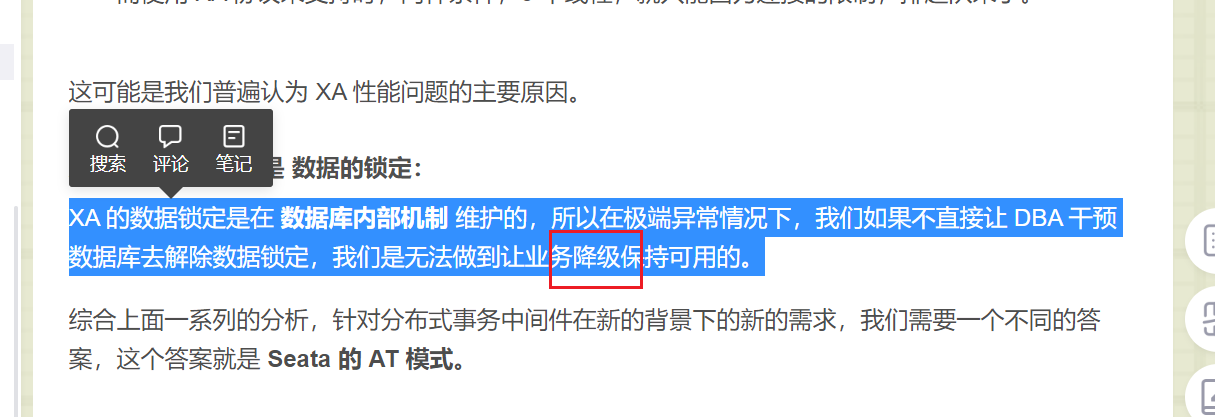 这可能是我们普遍认为 XA 性能问题的主要原因。
搜索 评论 笔记
是 数据的锁定：
XA 的数据锁定是在 数据库内部机制 维护的，所以在极端异常情况下，我们如果不直接让 DBA 干预
数据库去解除数据锁定，我们是无法做到让业务降级保持可用的。
综合上面一系列的分析，针对分布式事务中间件在新的背景下的新的需求，我们需要一个不同的答
案，这个答案就是 Seata 的 AT 模式。